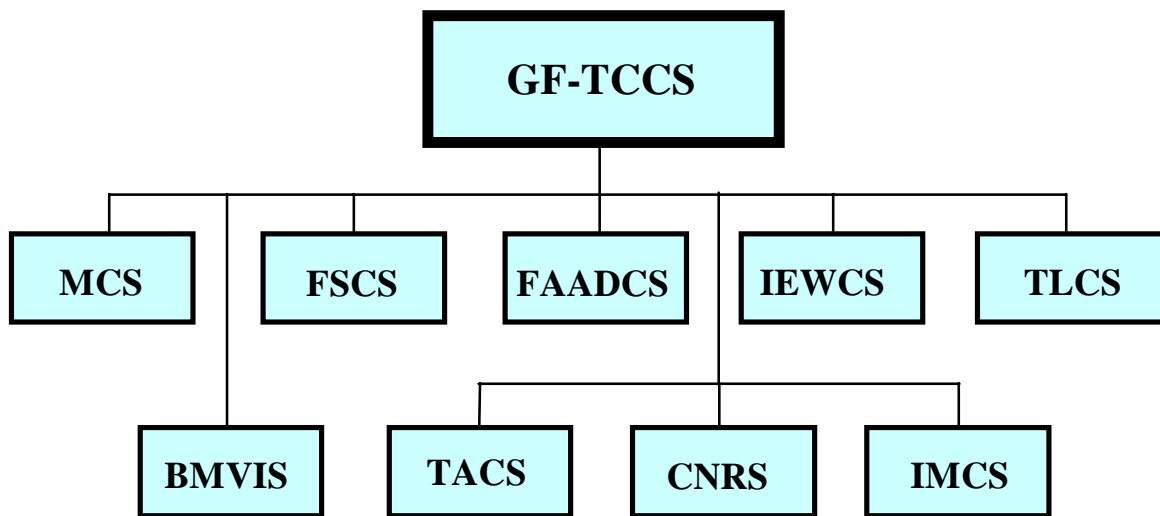 GF-TCCS
MCS
FSCS
FAADCS
IEWCS
TLCS
BMVIS
TACS
CNRS
IMCS